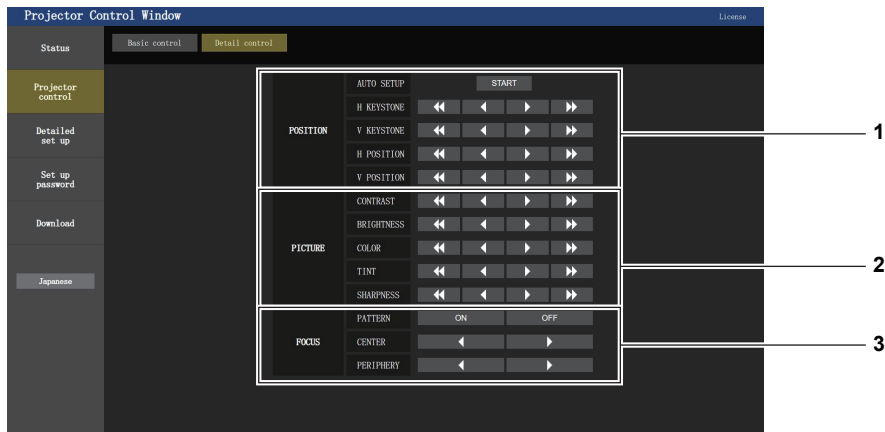 Projector Control Window
License
Status
Basic control
Detail control
Projector
control
Detailed
set up
Set up
password
Download
Japanese
POSITION
AUTO SETUP
START
H KEYSTONE
V KEYSTONE
H POSITION
V POSITION
1
PICTURE
CONTRAST
BRIGHTNESS
COLOR
TINT
SHARPNESS
2
FOCUS
PATTERN
ON
OFF
CENTER
PERIPHERY
3